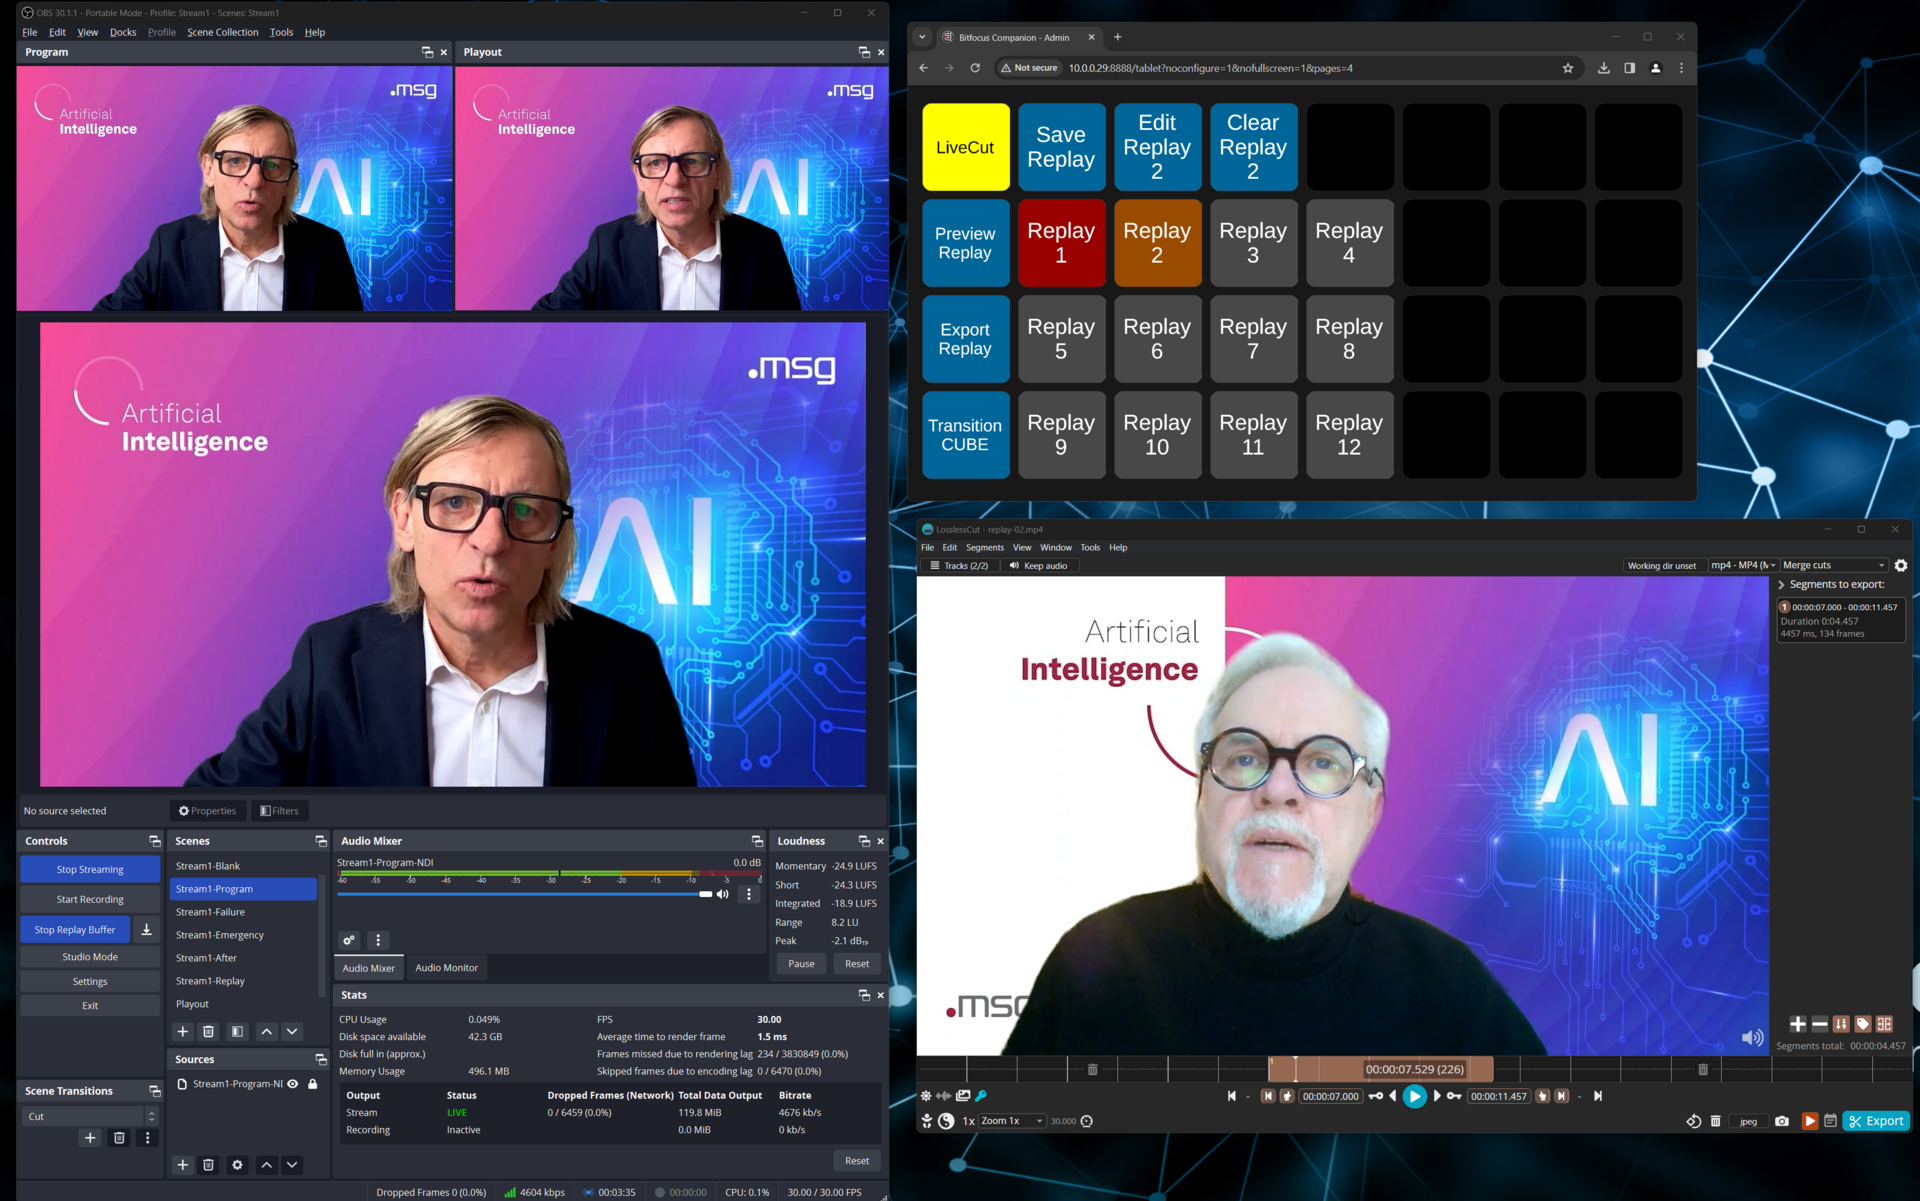 OBS 30.1.1 - Portable Mode - Profile: Stream1 - Scenes: Stream1
File Edit View Docks Profile Scene Collection Tools Help
Program
Playout
Artificial
Intelligence
.msg
AI
Artificial
Intelligence
.msg
AI
Artificial
Intelligence
.msg
AI
No source selected
Properties
Filters
Controls
Stop Streaming
Start Recording
Stop Replay Buffer
Studio Mode
Settings
Exit
Scene Transitions
Cut
Scenes
Stream1-Blank
Stream1-Program
Stream1-Failure
Stream1-Emergency
Stream1-After
Stream1-Replay
Playout
Sources
Stream1-Program-NI
Audio Mixer
Stream1-Program-NDI 0.0 dB
-60 -55 -50 -45 -40 -35 -30 -25 -20 -15 -10 -5 0
Audio Mixer
Audio Monitor
Loudness
Momentary -24.9 LUFS
Short -24.3 LUFS
Integrated -18.9 LUFS
Range 8.2 LU
Peak -2.1 dBTP
Pause
Reset
Stats
CPU Usage 0.049% FPS 30.00
Disk space available 42.3 GB Average time to render frame 1.5 ms
Disk full in (approx.) Frames missed due to rendering lag 234 / 3830849 (0.0%)
Memory Usage 496.1 MB Skipped frames due to encoding lag 0 / 6470 (0.0%)
Output Status Dropped Frames (Network) Total Data Output Bitrate
Stream LIVE 0 / 6459 (0.0%) 119.8 MiB 4676 kb/s
Recording Inactive 0.0 MiB 0 kb/s
Reset
Dropped Frames 0 (0.0%) 4604 kbps 00:03:35 00:00:00 CPU: 0.1% 30.00 / 30.00 FPS
Bitfocus Companion - Admin
Not secure 10.0.0.29:8888/tablet?noconfigure=1&nofullscreen=1&pages=4
LiveCut
Save
Replay
Edit
Replay
2
Clear
Replay
2
Preview
Replay
Replay
1
Replay
2
Replay
3
Replay
4
Export
Replay
Replay
5
Replay
6
Replay
7
Replay
8
Transition
CUBE
Replay
9
Replay
10
Replay
11
Replay
12
LosslessCut - replay-02.mp4
File Edit Segments View Window Tools Help
Tracks (2/2) Keep audio Working dir unset mp4 - MP4 (M Merge cuts
Segments to export:
1 00:00:07.000 - 00:00:11.457
Duration 0:04.457
4457 ms, 134 frames
Artificial
Intelligence
AI
.msg
Segments total: 00:00:04.457
1
00:00:07.529 (226)
00:00:07.000
00:00:11.457
1x Zoom 1x 30.000
jpeg
Export